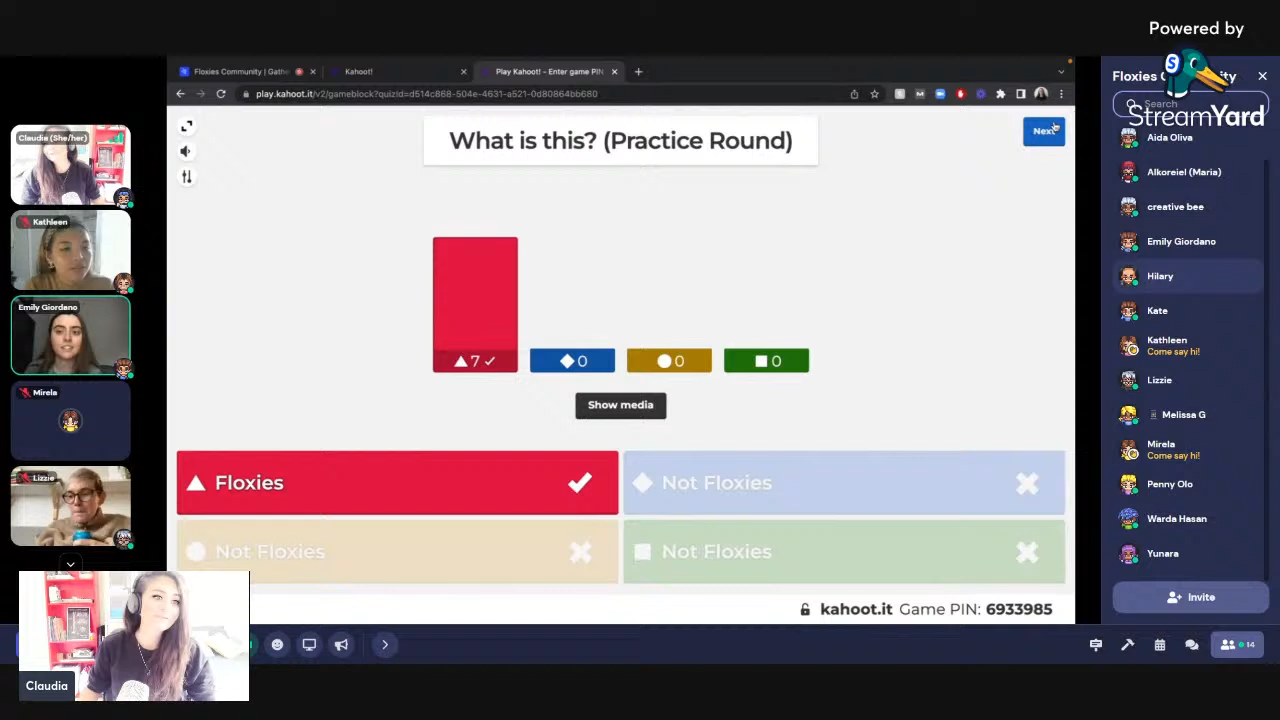 Powered by
StreamYard
Floxies Community | Gathe
Kahoot!
Play Kahoot! - Enter game PIN
play.kahoot.it/v2/gameblock?quizId=d514c868-504e-4631-a521-0d80864bb680
What is this? (Practice Round)
Next
7
0
0
0
Show media
Floxies
Not Floxies
Not Floxies
Not Floxies
kahoot.it Game PIN: 6933985
Claudia (She/her)
Kathleen
Emily Giordano
Mirela
Lizzie
Claudia
Search
Aida Oliva
Alkoreiel (Maria)
creative bee
Emily Giordano
Hilary
Kate
Kathleen
Come say hi!
Lizzie
Melissa G
Mirela
Come say hi!
Penny Olo
Warda Hasan
Yunara
Invite
14